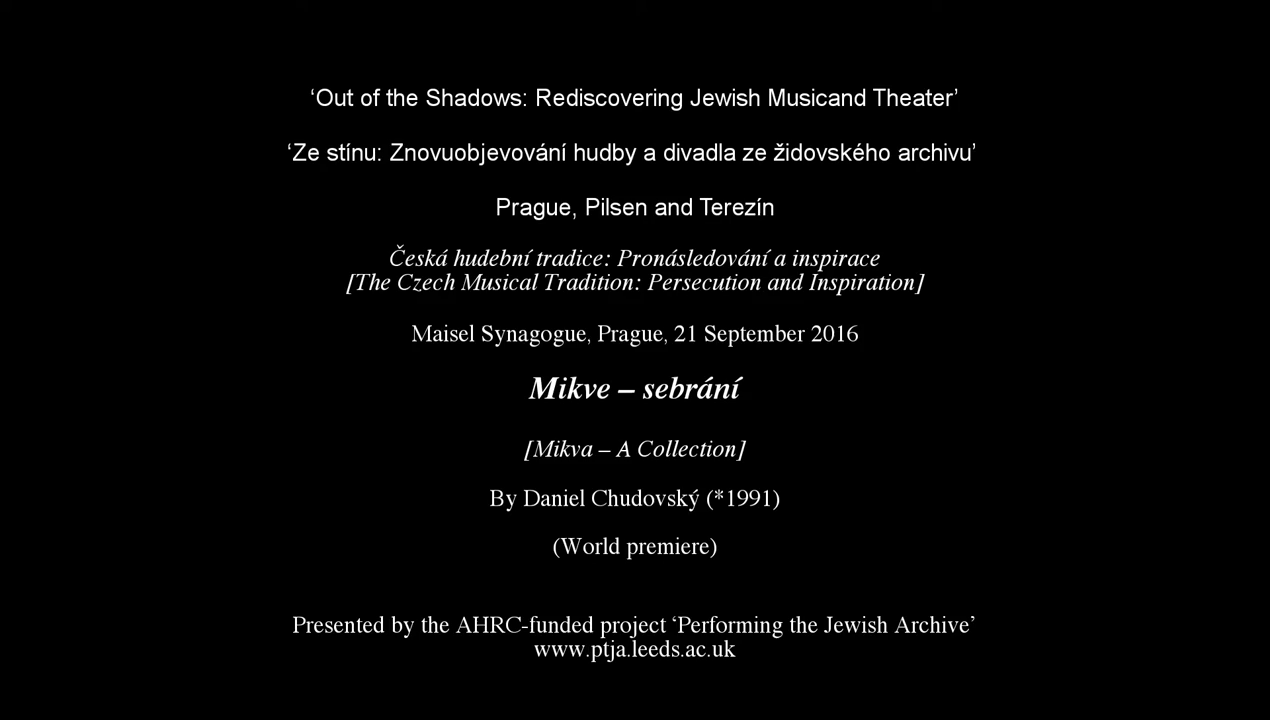 ‘Out of the Shadows: Rediscovering Jewish Musicand Theater’
‘Ze stínu: Znovuobjevování hudby a divadla ze židovského archivu’
Prague, Pilsen and Terezín
Česká hudební tradice: Pronásledování a inspirace
[The Czech Musical Tradition: Persecution and Inspiration]
Maisel Synagogue, Prague, 21 September 2016
Mikve – sebrání
[Mikva – A Collection]
By Daniel Chudovský (*1991)
(World premiere)
Presented by the AHRC-funded project ‘Performing the Jewish Archive’
www.ptja.leeds.ac.uk